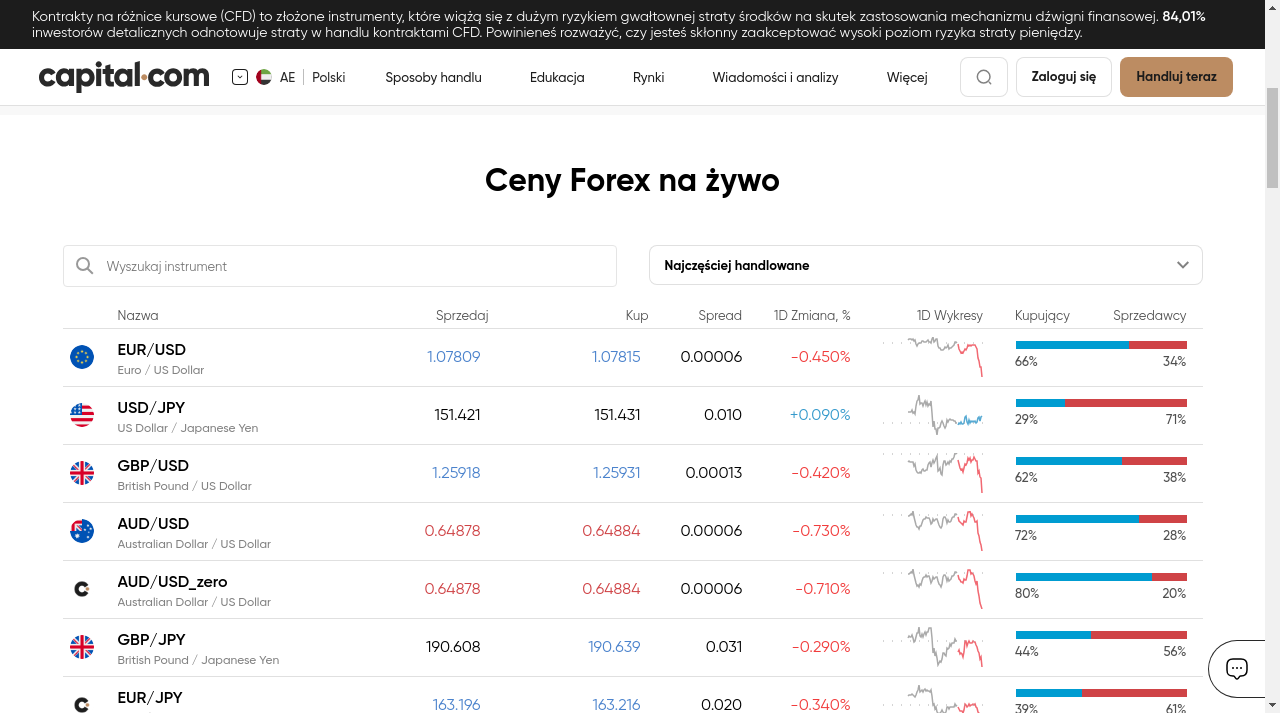 Kontrakty na różnice kursowe (CFD) to złożone instrumenty, które wiążą się z dużym ryzykiem gwałtownej straty środków na skutek zastosowania mechanizmu dźwigni finansowej. 84,01%
inwestorów detalicznych odnotowuje straty w handlu kontraktami CFD. Powinieneś rozważyć, czy jesteś skłonny zaakceptować wysoki poziom ryzyka straty pieniędzy.
capital.com AE Polski Sposoby handlu Edukacja Rynki Wiadomości i analizy Więcej Zaloguj się Handluj teraz
Ceny Forex na żywo
Wyszukaj instrument Najczęściej handlowane
Nazwa Sprzedaj Kup Spread 1D Zmiana, % 1D Wykresy Kupujący Sprzedawcy
EUR/USD 1.07809 1.07815 0.00006 -0.450% 66% 34%
Euro / US Dollar
USD/JPY 151.421 151.431 0.010 +0.090% 29% 71%
US Dollar / Japanese Yen
GBP/USD 1.25918 1.25931 0.00013 -0.420% 62% 38%
British Pound / US Dollar
AUD/USD 0.64878 0.64884 0.00006 -0.730% 72% 28%
Australian Dollar / US Dollar
AUD/USD_zero 0.64878 0.64884 0.00006 -0.710% 80% 20%
Australian Dollar / US Dollar
GBP/JPY 190.608 190.639 0.031 -0.290% 44% 56%
British Pound / Japanese Yen
EUR/JPY 163.196 163.216 0.020 -0.340% 39% 61%